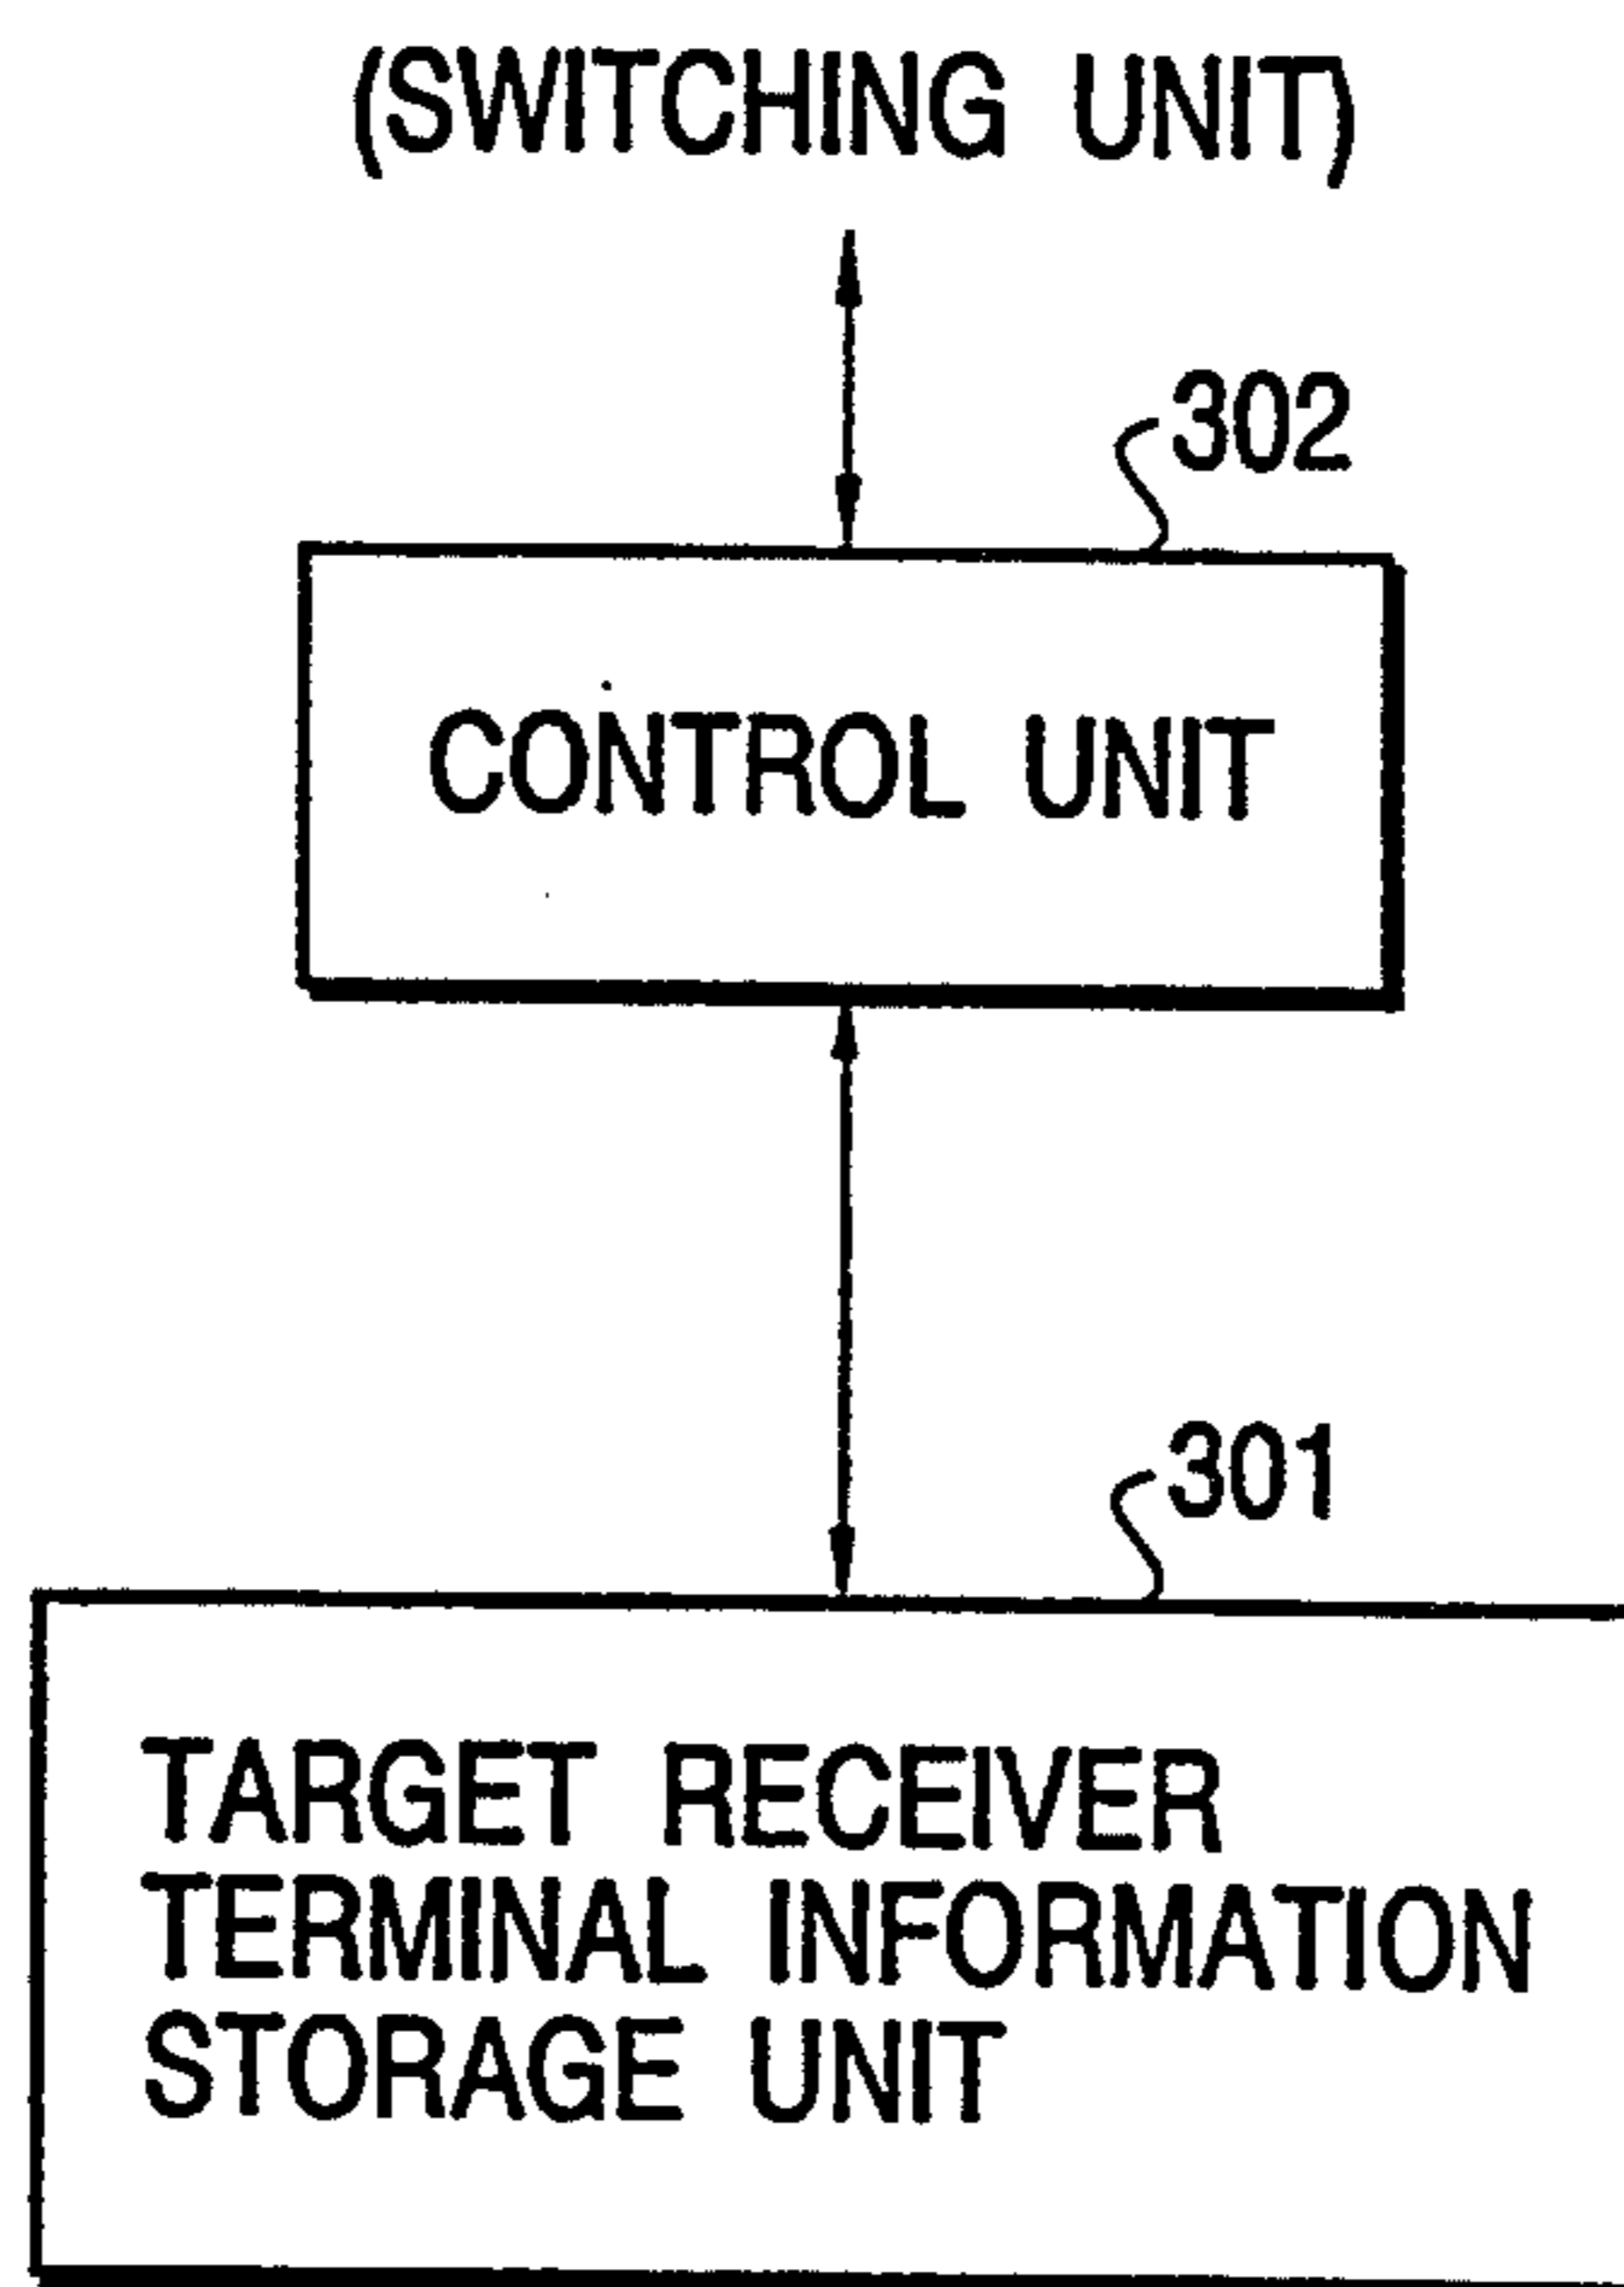 (SWITCHING UNIT)
302
CONTROL UNIT
301
TARGET RECEIVER
TERMINAL INFORMATION
STORAGE UNIT